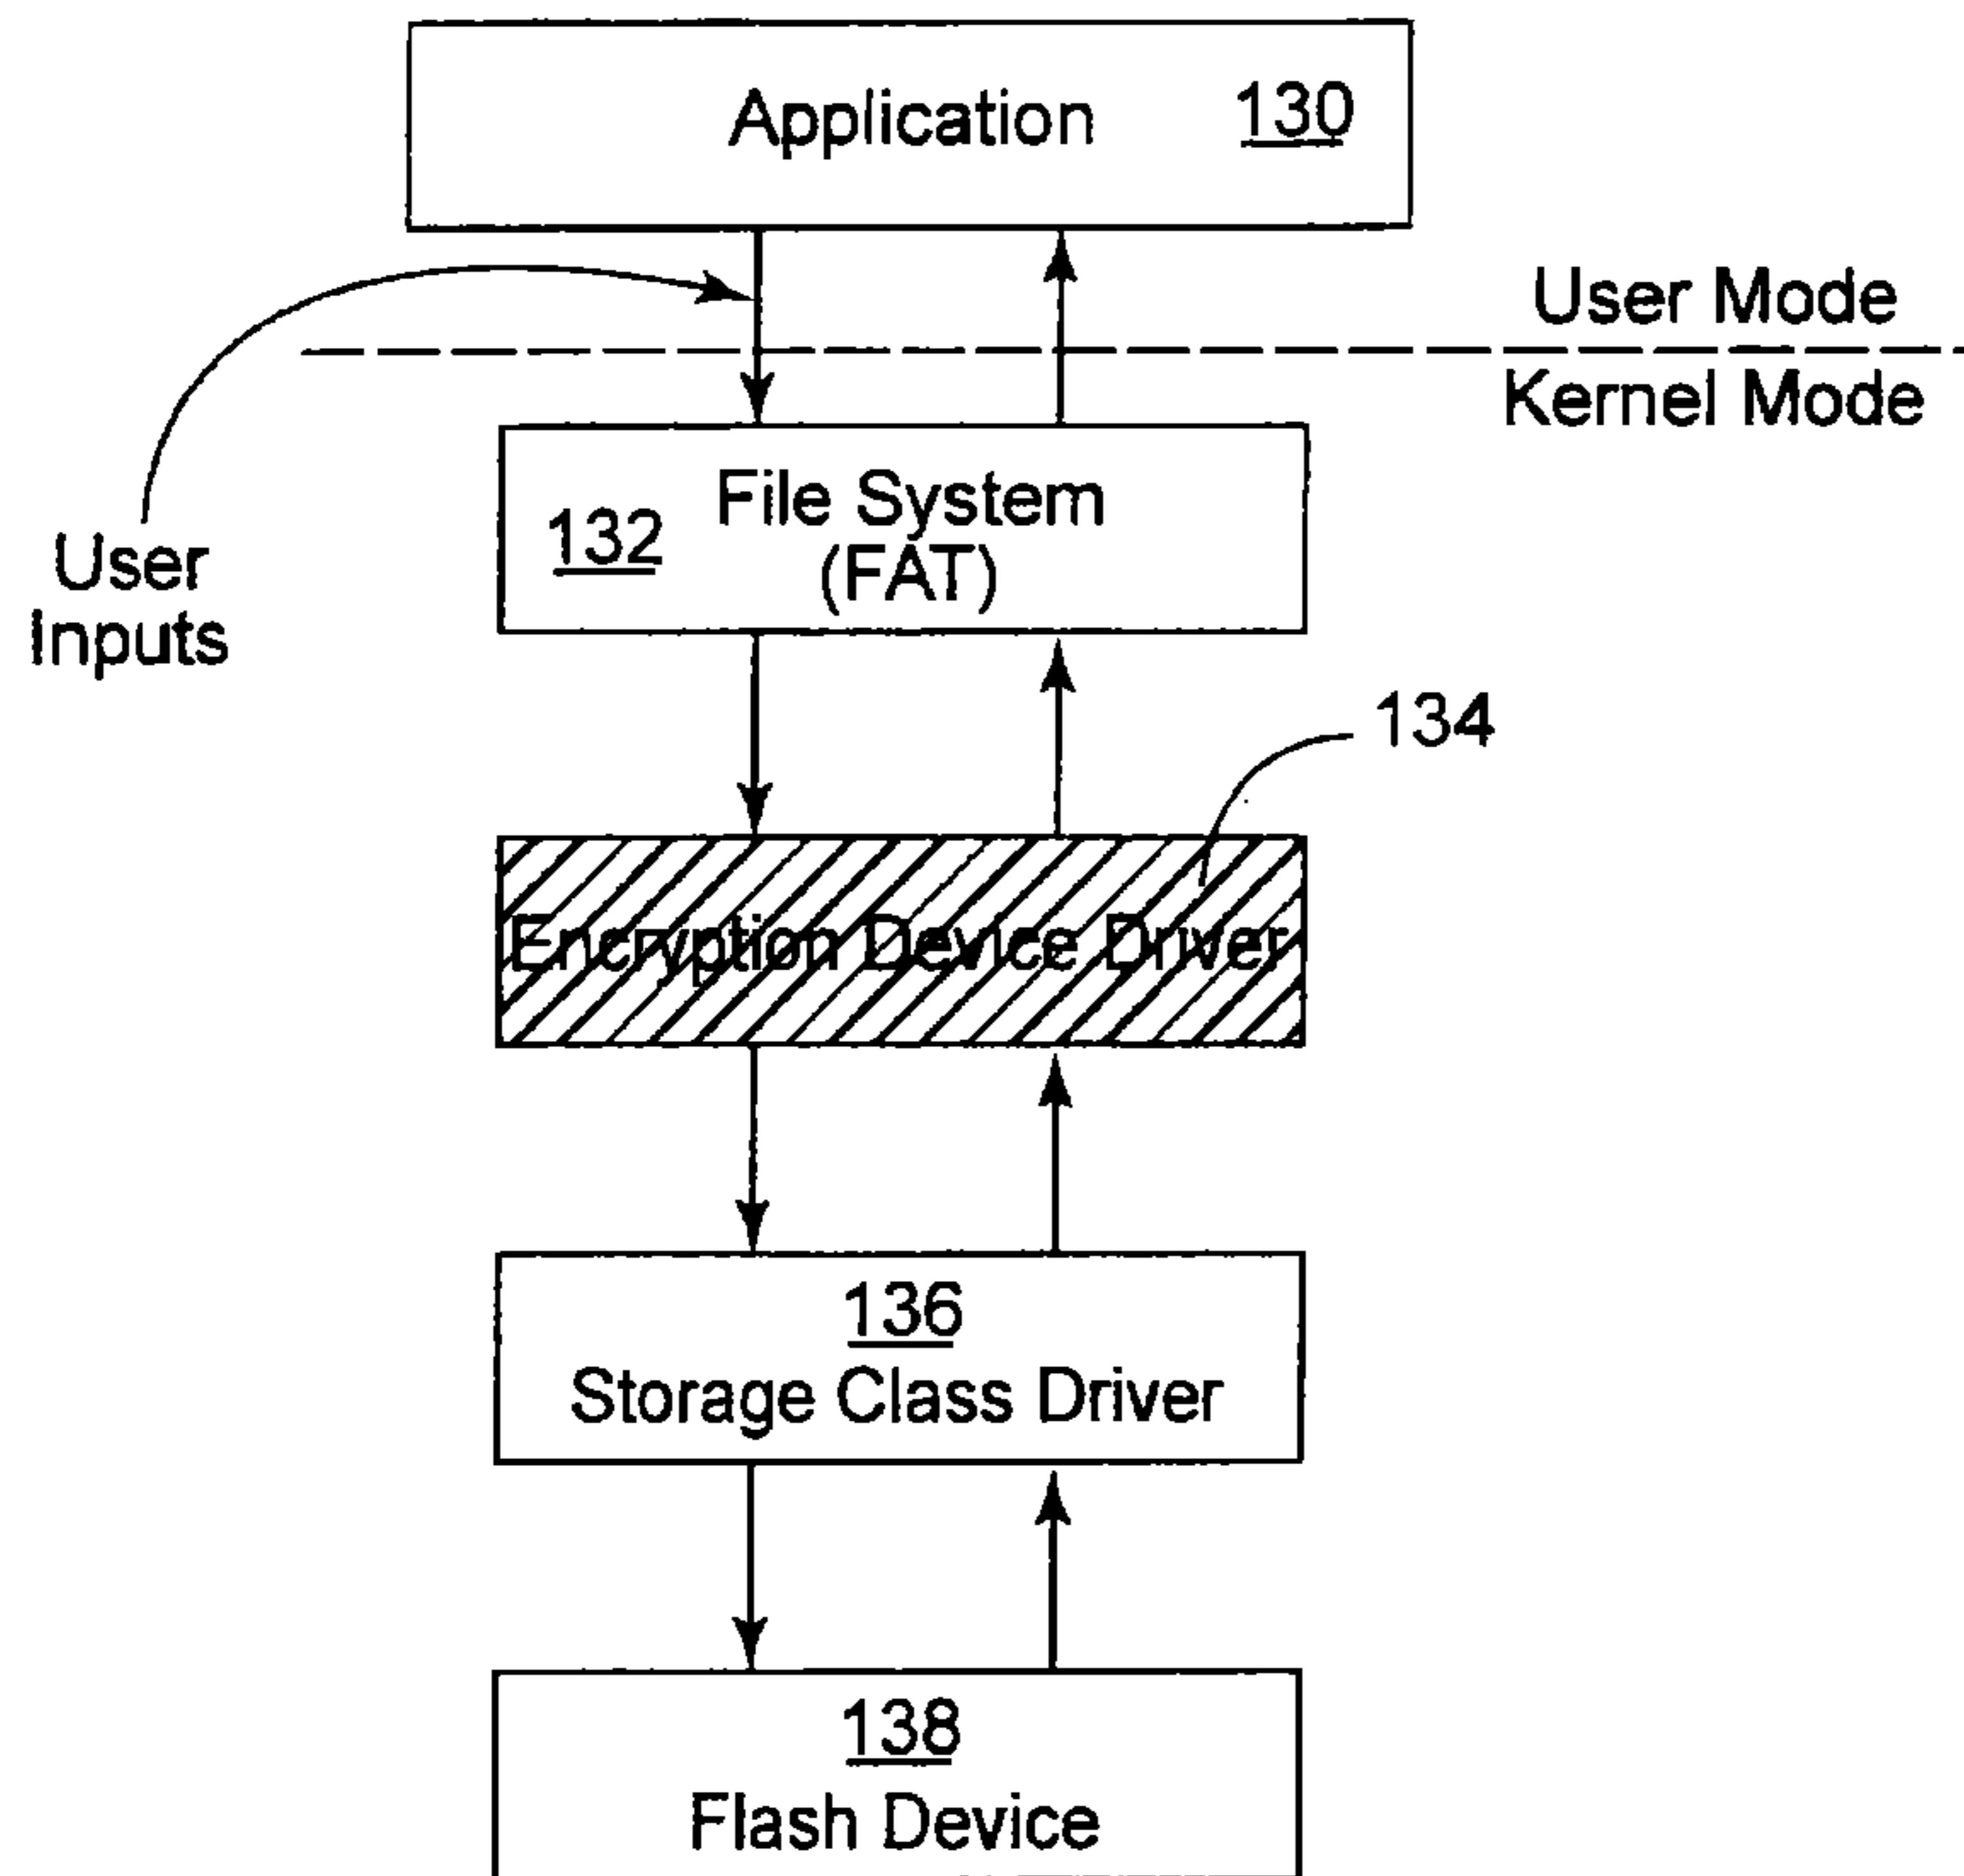 Application 130
User Mode
Kernel Mode
File System
132
(FAT)
User
Inputs
134
Encryption Device Driver
136
Storage Class Driver
138
Flash Device